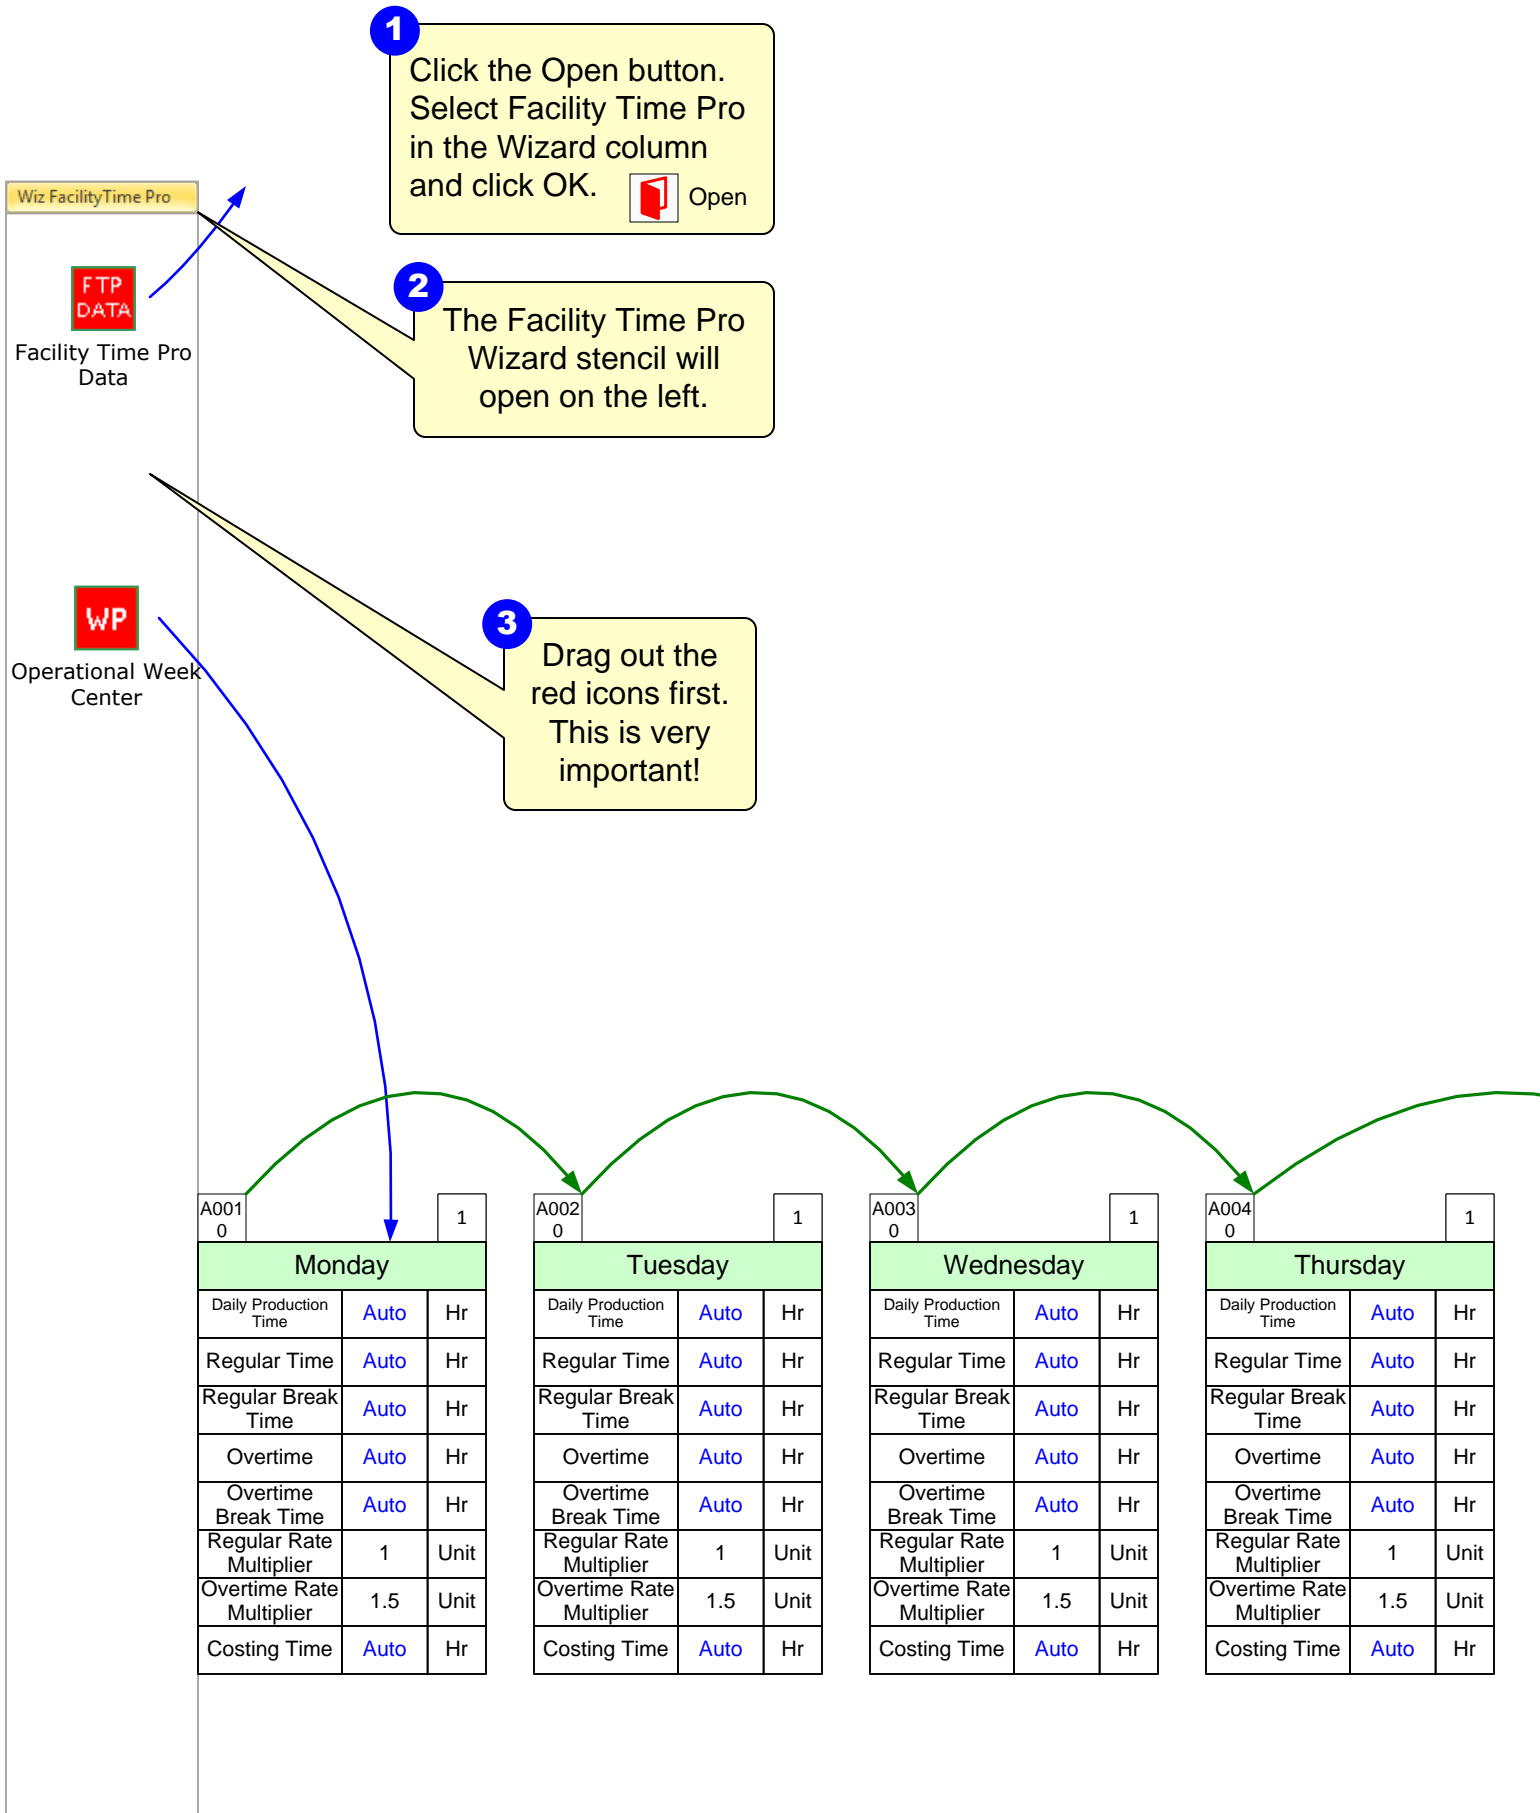 1
Click the Open button.
Select Facility Time Pro
in the Wizard column
and click OK.
Open
Wiz FacilityTime Pro
FTP
DATA
Facility Time Pro
Data
2
The Facility Time Pro
Wizard stencil will
open on the left.
WP
Operational Week
Center
3
Drag out the
red icons first.
This is very
important!
A001
0
1
Monday
Daily Production
Time
Auto
Hr
Regular Time
Auto
Hr
Regular Break
Time
Auto
Hr
Overtime
Auto
Hr
Overtime
Break Time
Auto
Hr
Regular Rate
Multiplier
1
Unit
Overtime Rate
Multiplier
1.5
Unit
Costing Time
Auto
Hr
A002
0
1
Tuesday
Daily Production
Time
Auto
Hr
Regular Time
Auto
Hr
Regular Break
Time
Auto
Hr
Overtime
Auto
Hr
Overtime
Break Time
Auto
Hr
Regular Rate
Multiplier
1
Unit
Overtime Rate
Multiplier
1.5
Unit
Costing Time
Auto
Hr
A003
0
1
Wednesday
Daily Production
Time
Auto
Hr
Regular Time
Auto
Hr
Regular Break
Time
Auto
Hr
Overtime
Auto
Hr
Overtime
Break Time
Auto
Hr
Regular Rate
Multiplier
1
Unit
Overtime Rate
Multiplier
1.5
Unit
Costing Time
Auto
Hr
A004
0
1
Thursday
Daily Production
Time
Auto
Hr
Regular Time
Auto
Hr
Regular Break
Time
Auto
Hr
Overtime
Auto
Hr
Overtime
Break Time
Auto
Hr
Regular Rate
Multiplier
1
Unit
Overtime Rate
Multiplier
1.5
Unit
Costing Time
Auto
Hr